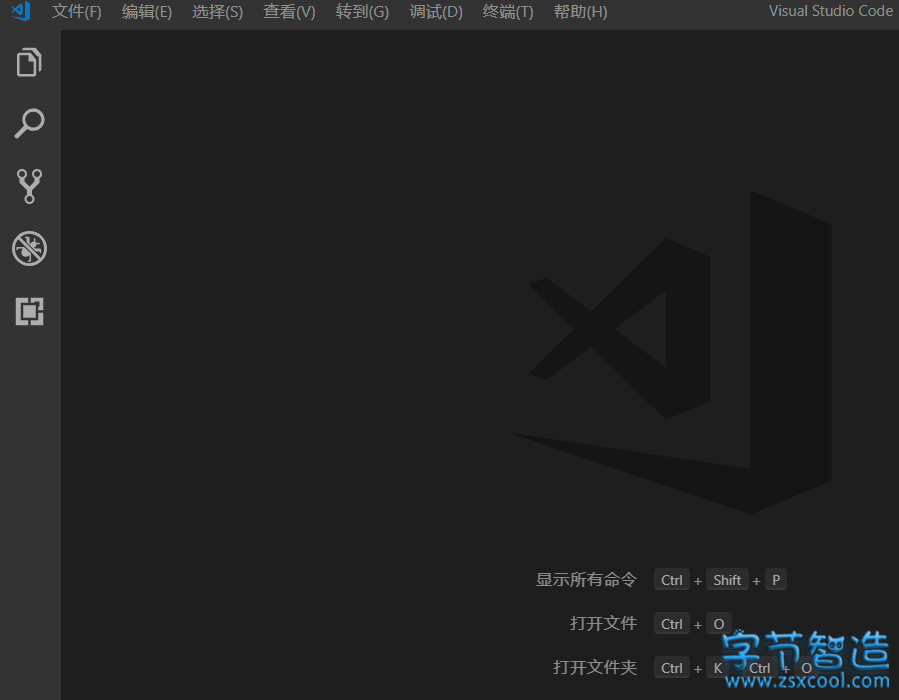 文件(F) 编辑(E) 选择(S) 查看(V) 转到(G) 调试(D) 终端(T) 帮助(H) Visual Studio Code
显示所有命令 Ctrl + Shift + P
打开文件 Ctrl + O
打开文件夹 Ctrl + K Ctrl + O
字节智造
www.zsxcool.com